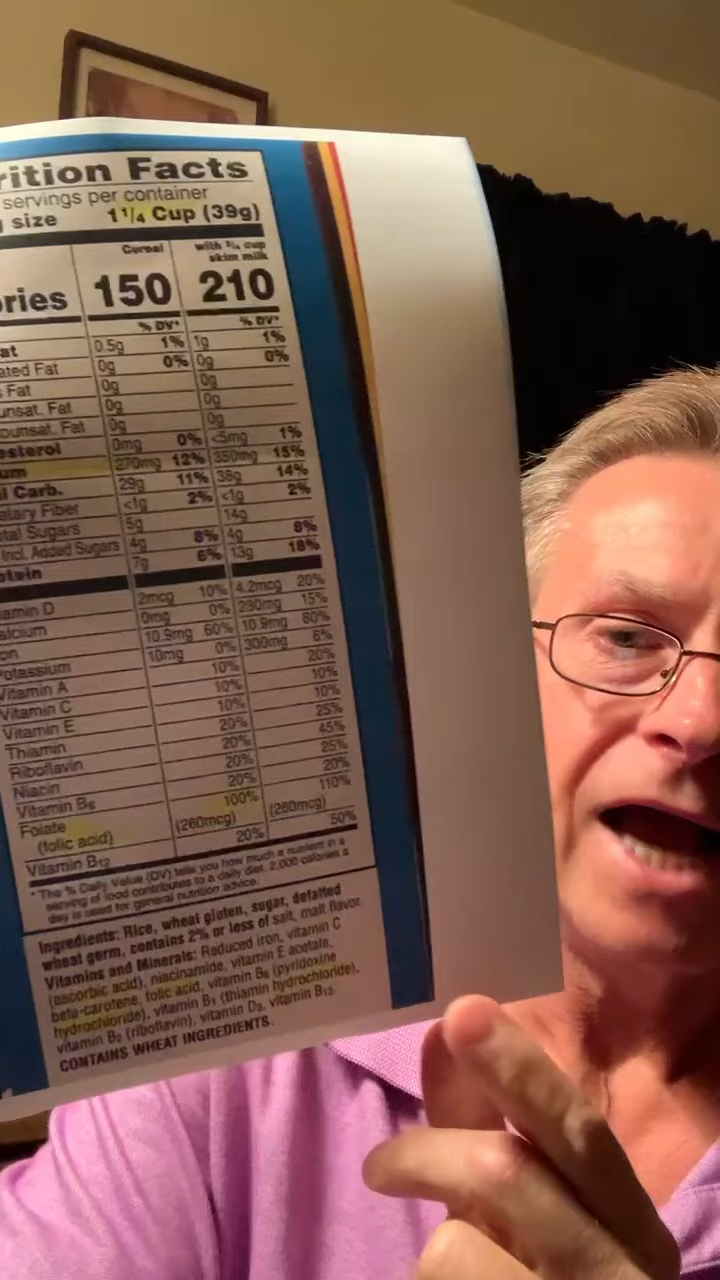 rition Facts
servings per container
size 1 1/4 Cup (39g)
Cereal with 3/4 cup skim milk
ories 150 210
% DV* % DV*
at 0.5g 1% 1g 1%
ated Fat 0g 0% 0g 0%
Fat 0g 0g
unsat. Fat 0g 0g
ounsat. Fat 0g 0g
esterol 0mg 0% <5mg 1%
um 270mg 12% 350mg 15%
l Carb. 29g 11% 38g 14%
etary Fiber <1g 2% <1g 2%
tal Sugars 5g 14g
Incl. Added Sugars 4g 8% 4g 8%
otein 7g 6% 13g 18%
amin D 2mcg 10% 4.2mcg 20%
alcium 0mg 0% 230mg 15%
on 10.9mg 60% 10.9mg 60%
Potassium 10mg 0% 300mg 6%
Vitamin A 10% 20%
Vitamin C 10% 10%
Vitamin E 10% 10%
Thiamin 20% 25%
Riboflavin 20% 45%
Niacin 20% 25%
Vitamin B6 20% 20%
Folate 100% 110%
(folic acid) (260mcg) (260mcg)
Vitamin B12 20% 50%
* The % Daily Value (DV) tells you how much a nutrient in a
serving of food contributes to a daily diet. 2,000 calories a
day is used for general nutrition advice.
Ingredients: Rice, wheat gluten, sugar, defatted
wheat germ, contains 2% or less of salt, malt flavor.
Vitamins and Minerals: Reduced iron, vitamin C
(ascorbic acid), niacinamide, vitamin E acetate,
beta-carotene, folic acid, vitamin B6 (pyridoxine
hydrochloride), vitamin B1 (thiamin hydrochloride),
vitamin B2 (riboflavin), vitamin D3, vitamin B12.
CONTAINS WHEAT INGREDIENTS.